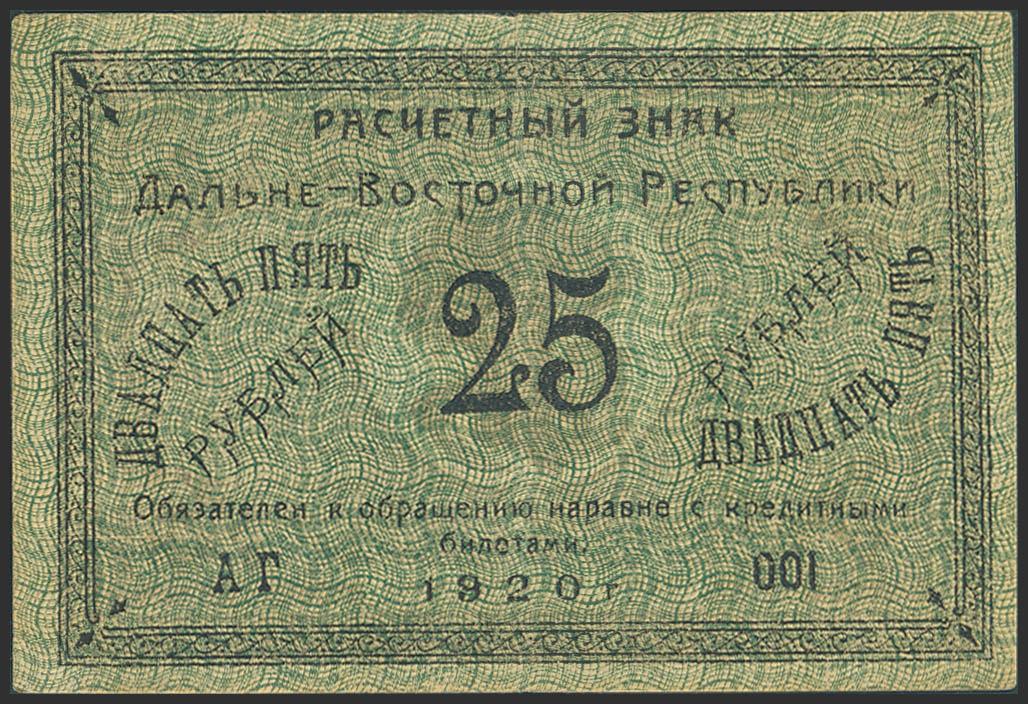 РАСЧЕТНЫЙ ЗНАК
ДАЛЬНЕ-ВОСТОЧНОЙ РЕСПУБЛИКИ
ДВАДЦАТЬ ПЯТЬ
РУБЛЕЙ
25
РУБЛЕЙ
ДВАДЦАТЬ ПЯТЬ
Обязателен к обращению наравне с кредитными
билетами.
АГ
001
1920 г